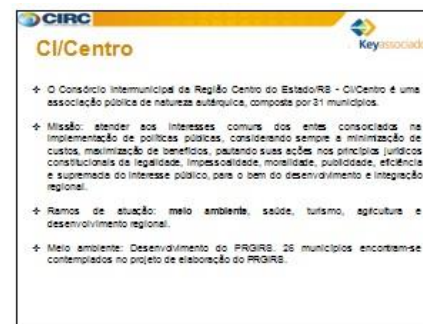 CIRC
CI/Centro
Keyassociado
O Consórcio Intermunicipal da Região Centro do Estado/RS - CI/Centro é uma
associação pública de natureza autárquica, composta por 31 municípios.
Missão: atender aos interesses comuns dos entes consorciados na
implementação de políticas públicas, considerando sempre a minimização de
custos, maximização de benefícios, pautando suas ações nos princípios jurídicos
constitucionais da legalidade, impessoalidade, moralidade, publicidade, eficiência
e supremacia do interesse público, para o bem do desenvolvimento e integração
regional.
Ramos de atuação: meio ambiente, saúde, turismo, agricultura e
desenvolvimento regional.
Meio ambiente: Desenvolvimento do PRGIRS. 26 municípios encontram-se
contemplados no projeto de elaboração do PRGIRS.